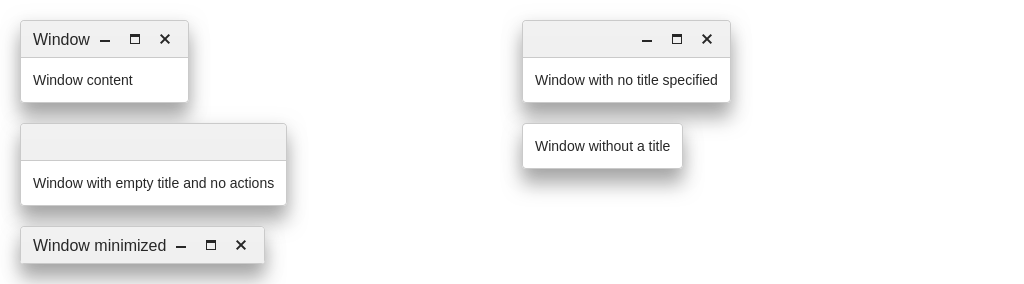 Window
Window content
Window with no title specified
Window with empty title and no actions
Window without a title
Window minimized